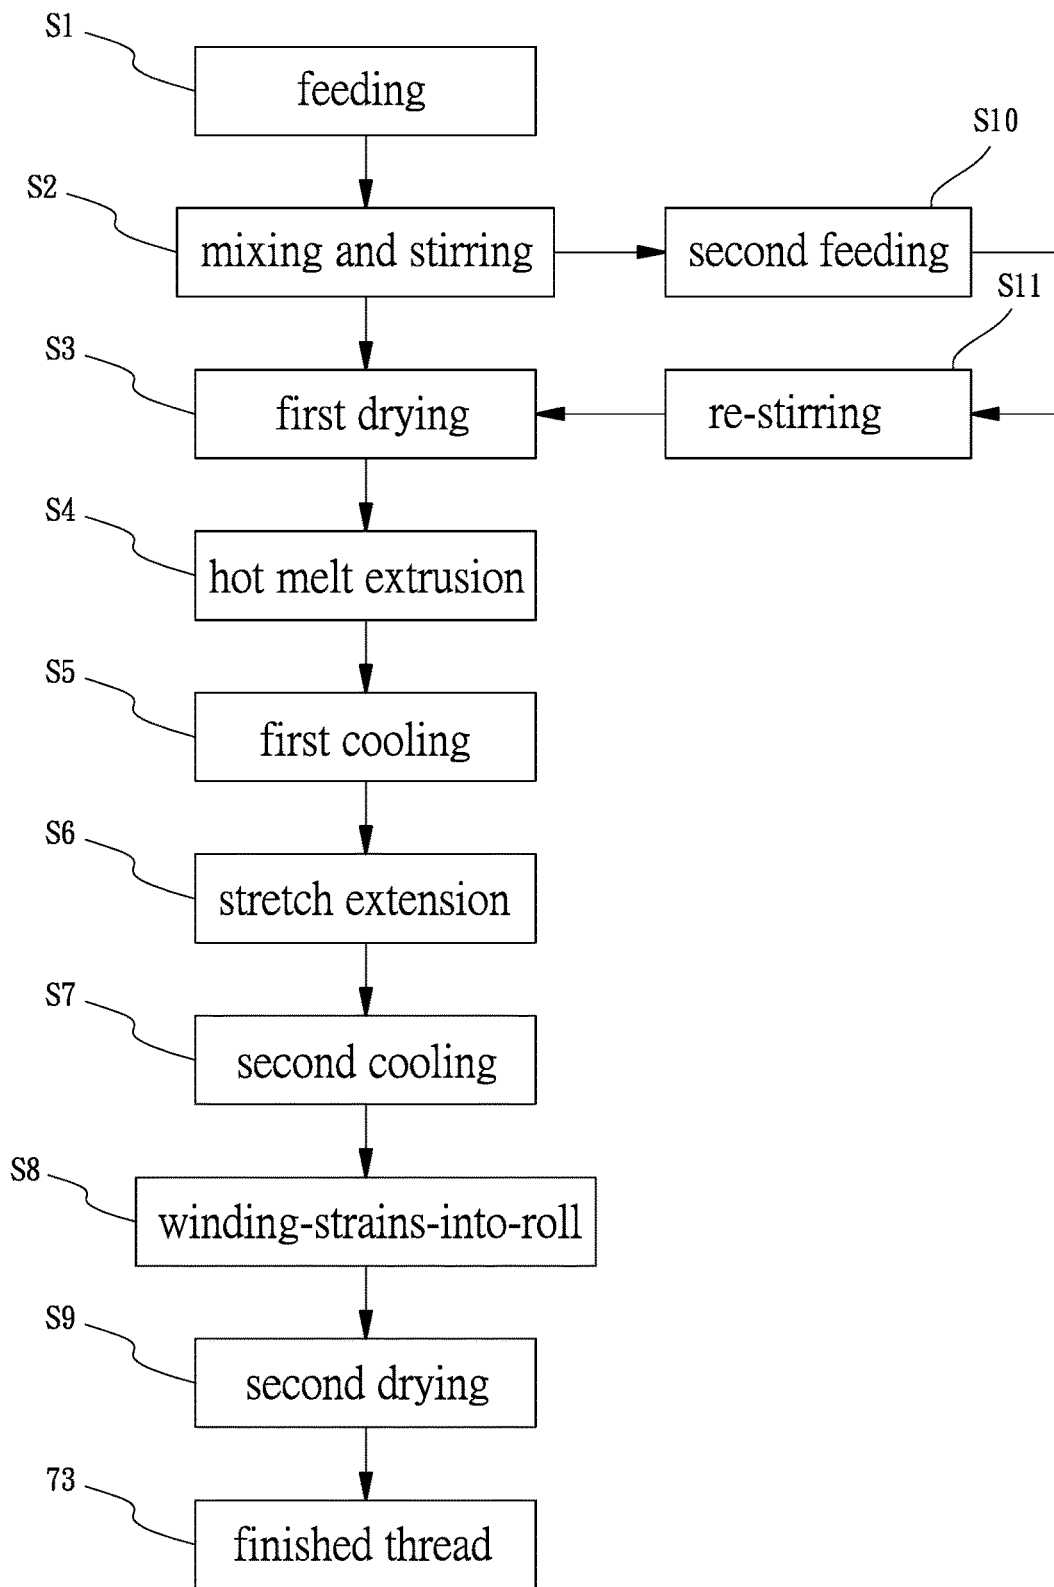 S1
feeding
S10
S2
mixing and stirring
second feeding
S11
S3
first drying
re-stirring
S4
hot melt extrusion
S5
first cooling
S6
stretch extension
S7
second cooling
S8
winding-strains-into-roll
S9
second drying
73
finished thread